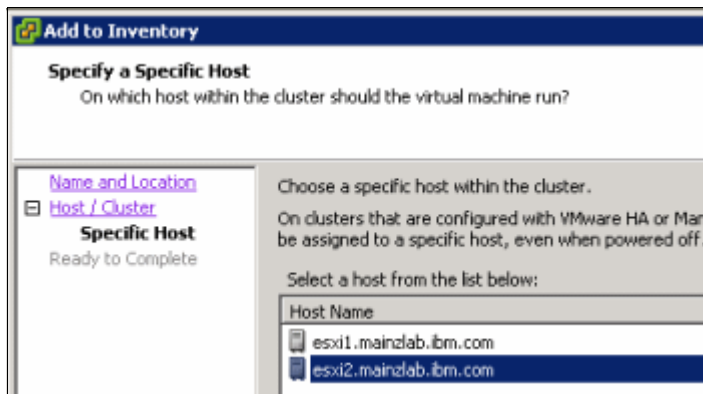 Add to Inventory
Specify a Specific Host
On which host within the cluster should the virtual machine run?
Name and Location
Host / Cluster
Specific Host
Ready to Complete
Choose a specific host within the cluster.
On clusters that are configured with VMware HA or Mar
be assigned to a specific host, even when powered off.
Select a host from the list below:
Host Name
esxi1.mainzlab.ibm.com
esxi2.mainzlab.ibm.com